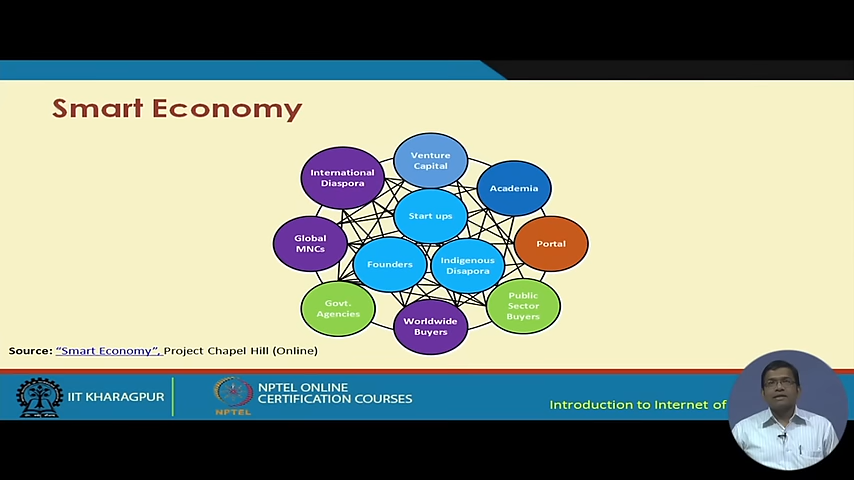 Smart Economy
Venture
Capital
International
Diaspora
Academia
Start ups
Global
MNCs
Portal
Founders
Indigenous
Disapora
Govt.
Agencies
Public
Sector
Buyers
Worldwide
Buyers
Source: "Smart Economy", Project Chapel Hill (Online)
IIT KHARAGPUR
NPTEL
NPTEL ONLINE
CERTIFICATION COURSES
Introduction to Internet of